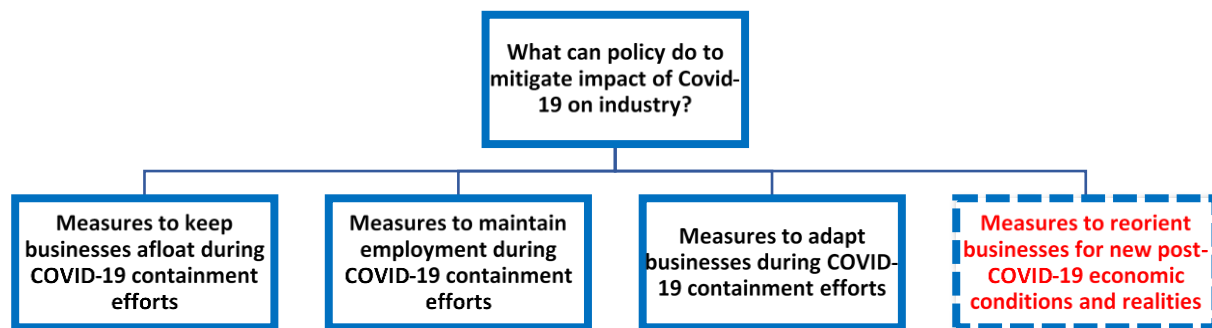 What can policy do to
mitigate impact of Covid-
19 on industry?
Measures to keep
businesses afloat during
COVID-19 containment
efforts
Measures to maintain
employment during
COVID-19 containment
efforts
Measures to adapt
businesses during COVID-
19 containment efforts
Measures to reorient
businesses for new post-
COVID-19 economic
conditions and realities